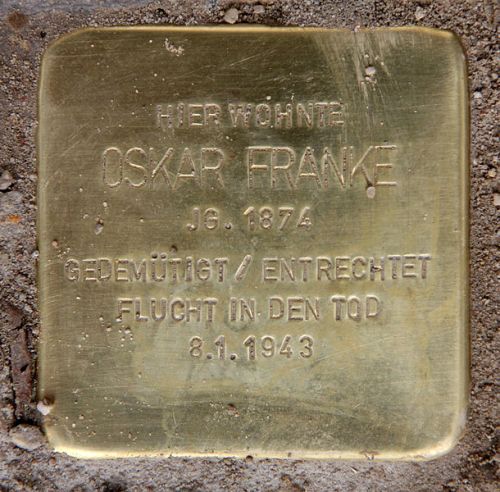 HIER WOHNTE
OSKAR FRANKE
JG. 1874
GEDEMÜTIGT / ENTRECHTET
FLUCHT IN DEN TOD
8.1.1943